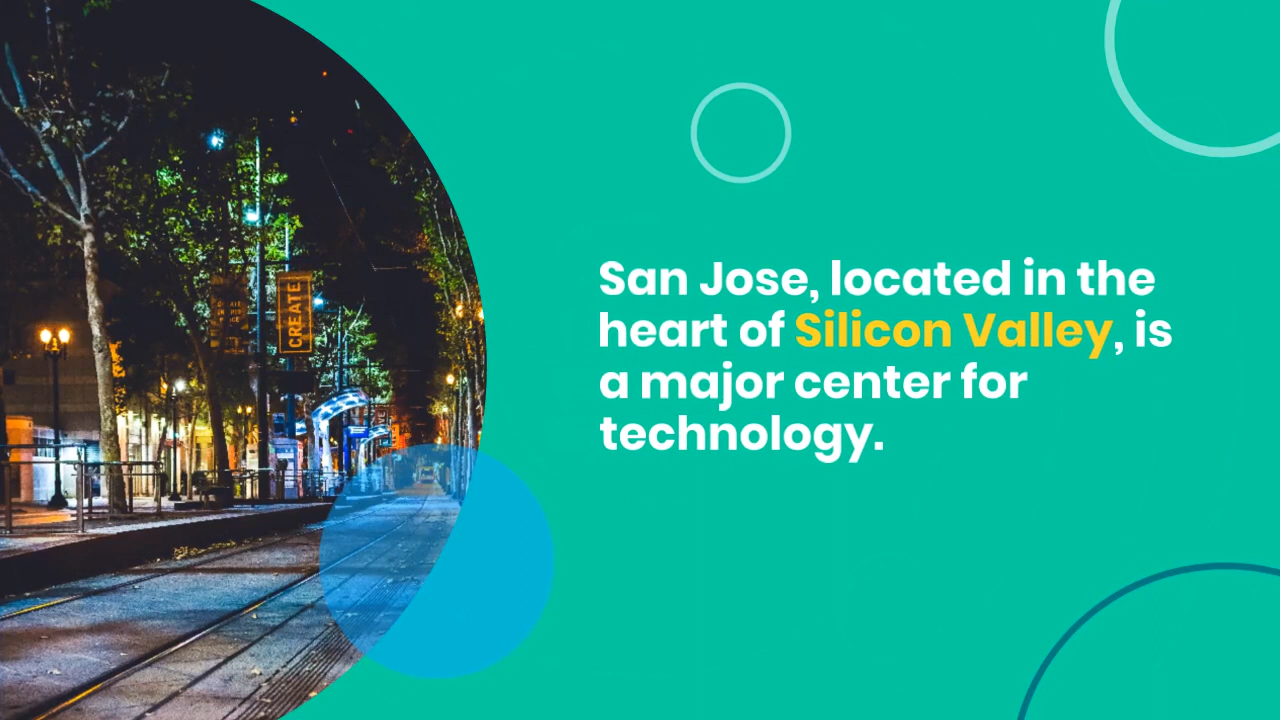 CREATE
San Jose, located in the
heart of Silicon Valley, is
a major center for
technology.